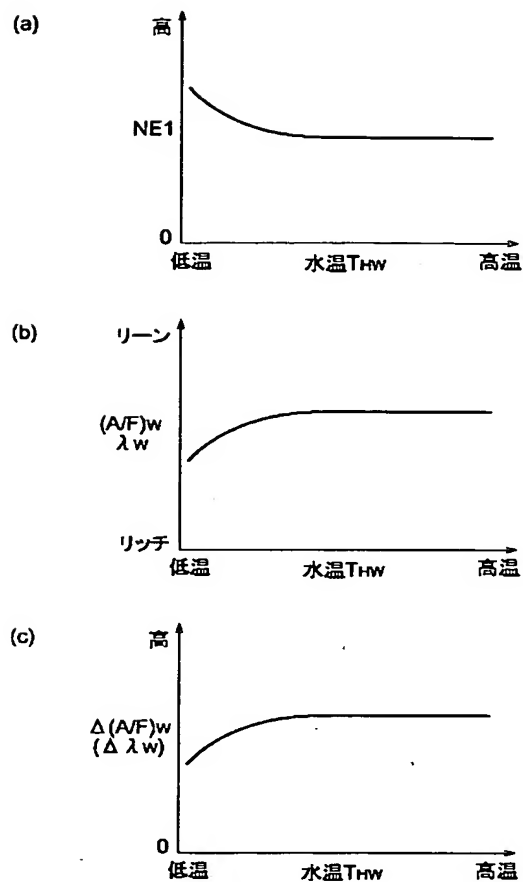 (a)
高
NE1
0
低温 水温THW 高温
(b)
リーン
(A/F)w
λw
リッチ
低温 水温THW 高温
(c)
高
Δ(A/F)w
(Δλw)
0
低温 水温THW 高温